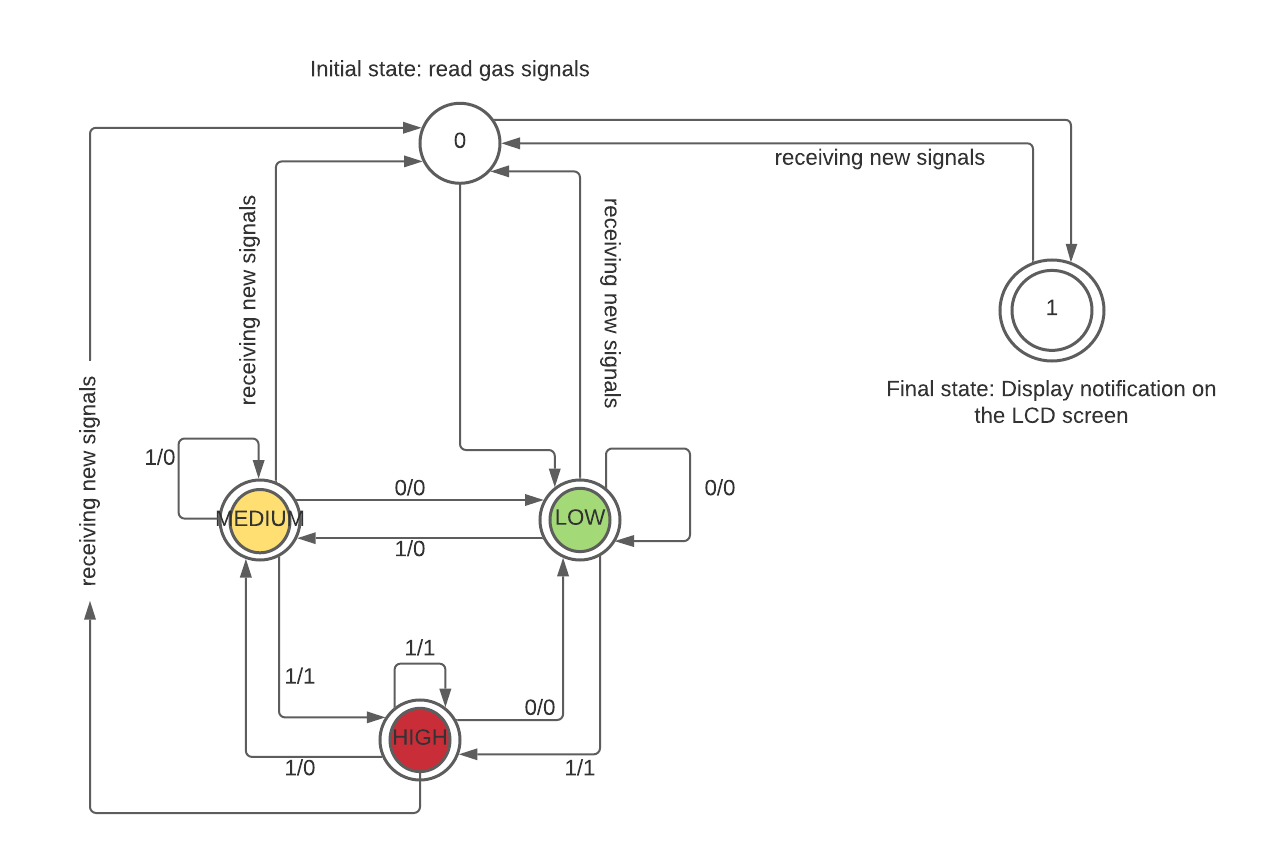 Initial state: read gas signals
0
receiving new signals
receiving new signals
receiving new signals
1
Final state: Display notification on
the LCD screen
receiving new signals
1/0
0/0
0/0
MEDIUM
LOW
1/0
1/1
1/1
0/0
HIGH
1/0
1/1